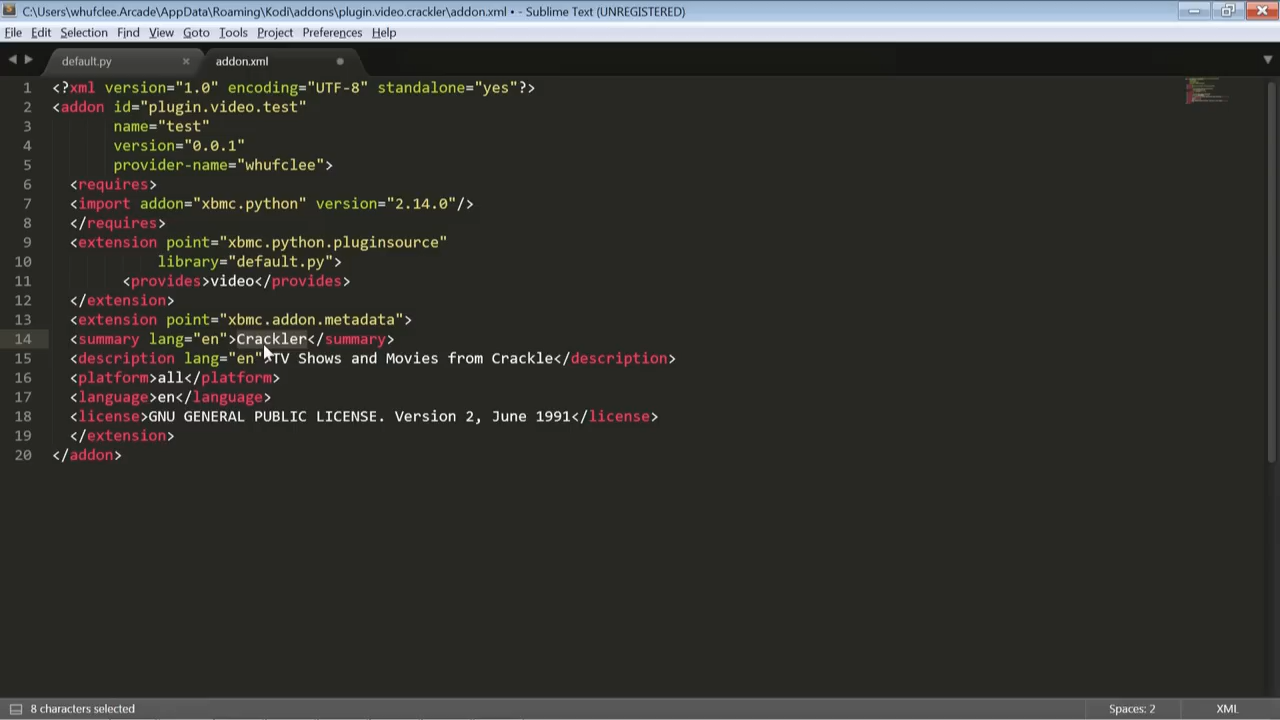 C:\Users\whufclee.Arcade\AppData\Roaming\Kodi\addons\plugin.video.crackler\addon.xml • - Sublime Text (UNREGISTERED)
File Edit Selection Find View Goto Tools Project Preferences Help
default.py × addon.xml
1 <?xml version="1.0" encoding="UTF-8" standalone="yes"?>
2 <addon id="plugin.video.test"
3 name="test"
4 version="0.0.1"
5 provider-name="whufclee">
6 <requires>
7 <import addon="xbmc.python" version="2.14.0"/>
8 </requires>
9 <extension point="xbmc.python.pluginsource"
10 library="default.py">
11 <provides>video</provides>
12 </extension>
13 <extension point="xbmc.addon.metadata">
14 <summary lang="en">Crackler</summary>
15 <description lang="en">TV Shows and Movies from Crackle</description>
16 <platform>all</platform>
17 <language>en</language>
18 <license>GNU GENERAL PUBLIC LICENSE. Version 2, June 1991</license>
19 </extension>
20 </addon>
8 characters selected Spaces: 2 XML